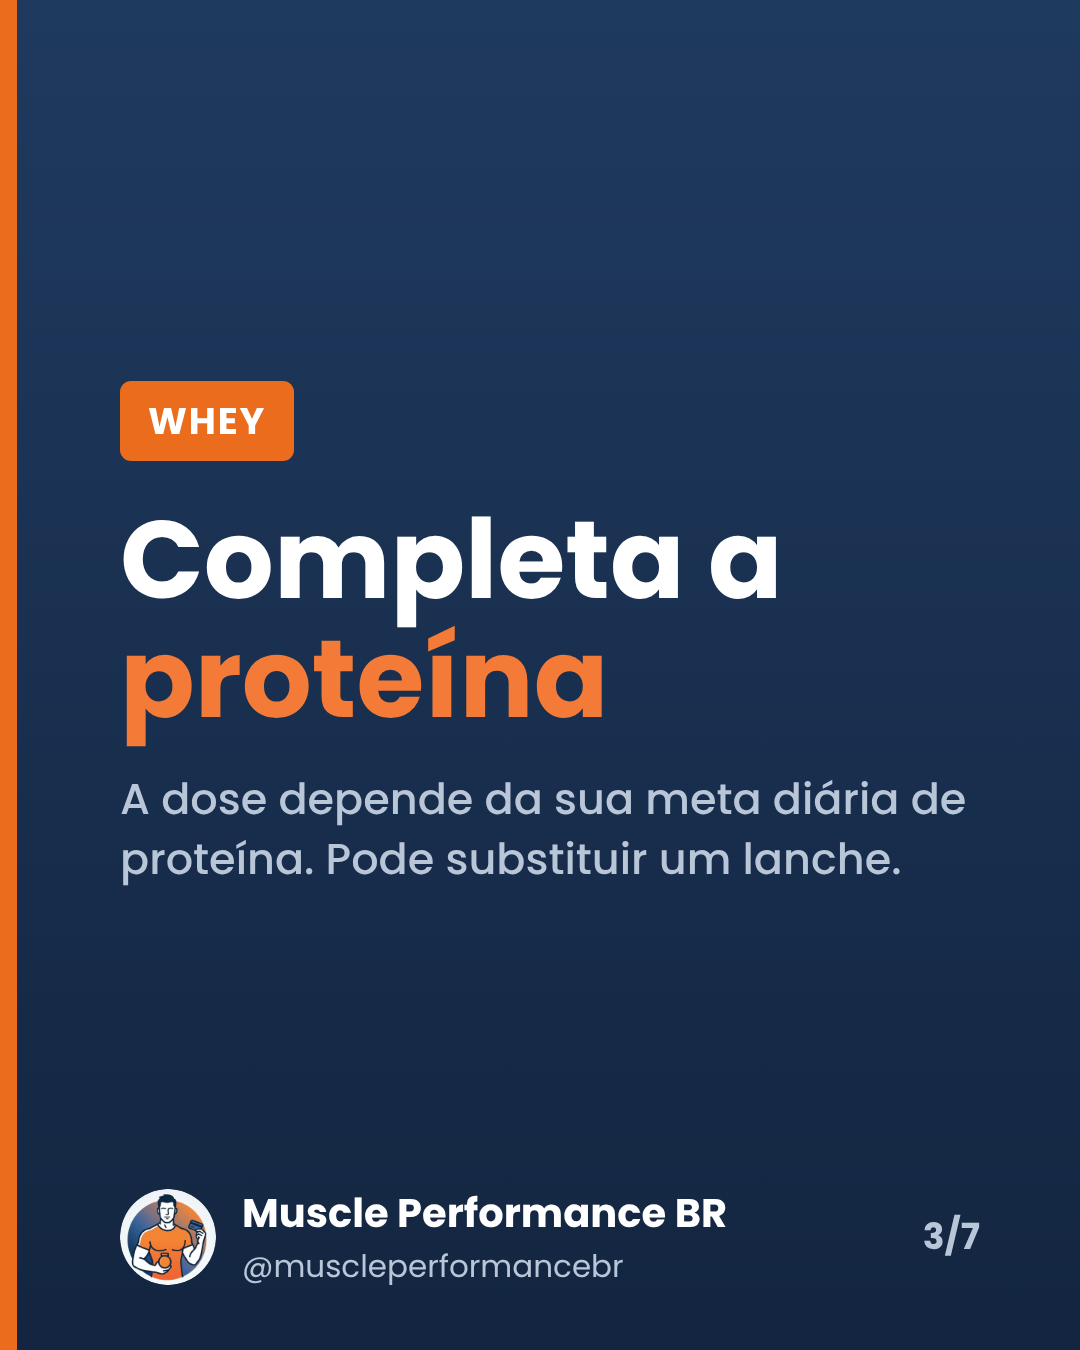 WHEY
Completa a
proteína
A dose depende da sua meta diária de
proteína. Pode substituir um lanche.
Muscle Performance BR
@muscleperformancebr
3/7